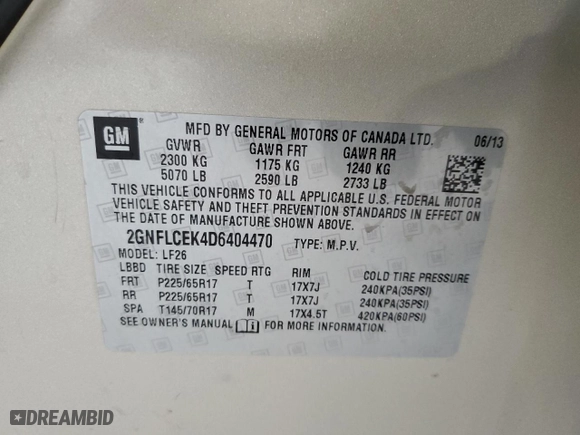 GM ®
MFD BY GENERAL MOTORS OF CANADA LTD.
06/13
GVWR GAWR FRT GAWR RR
2300 KG 1175 KG 1240 KG
5070 LB 2590 LB 2733 LB
THIS VEHICLE CONFORMS TO ALL APPLICABLE U.S. FEDERAL MOTOR
VEHICLE SAFETY AND THEFT PREVENTION STANDARDS IN EFFECT ON
THE DATE OF MANUFACTURE SHOWN ABOVE.
2GNFLCEK4D6404470 TYPE: M.P.V.
MODEL: LF26
LBBD TIRE SIZE SPEED RTG RIM COLD TIRE PRESSURE
FRT P225/65R17 T 17X7J 240KPA(35PSI)
RR P225/65R17 T 17X7J 240KPA(35PSI)
SPA T145/70R17 M 17X4.5T 420KPA(60PSI)
SEE OWNER'S MANUAL FOR MORE INFORMATION.
DREAMBID